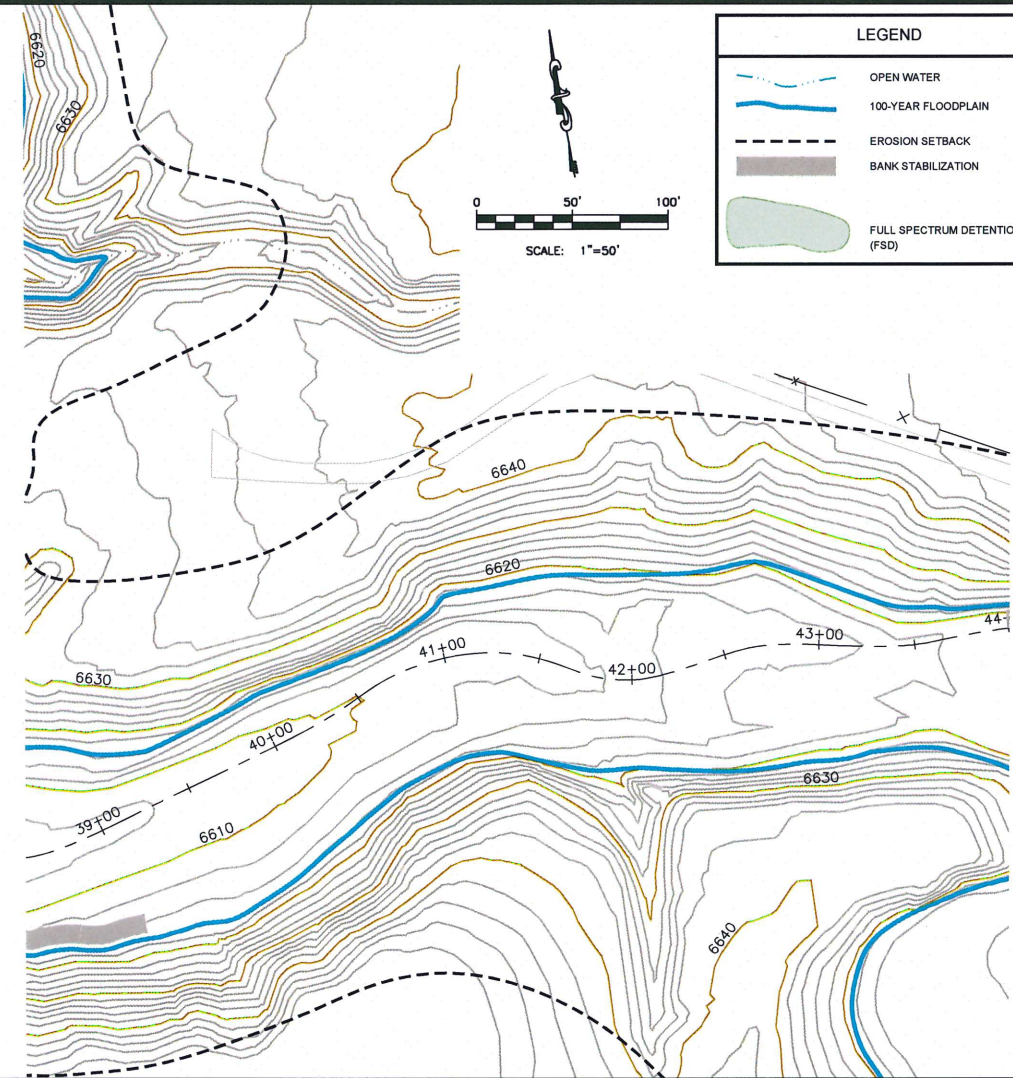 LEGEND
OPEN WATER
100-YEAR FLOODPLAIN
EROSION SETBACK
BANK STABILIZATION
FULL SPECTRUM DETENTIO
(FSD)
0 50' 100'
SCALE: 1"=50'
6620
6630
6640
6620
41+00
42+00
43+00
44-
6630
40+00
39+00
6610
6630
6640